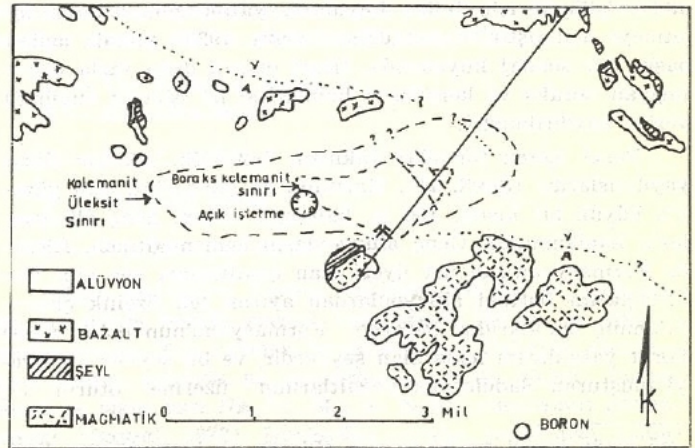 A
?
?
?
?
Boraks kolemanit
sınırı
Kolemanit
Üleksit
Sınırı
Açık işletme
A
?
ALÜVYON
BAZALT
ŞEYL
MAGMATİK
0 1 2 3 Mil
BORON
K